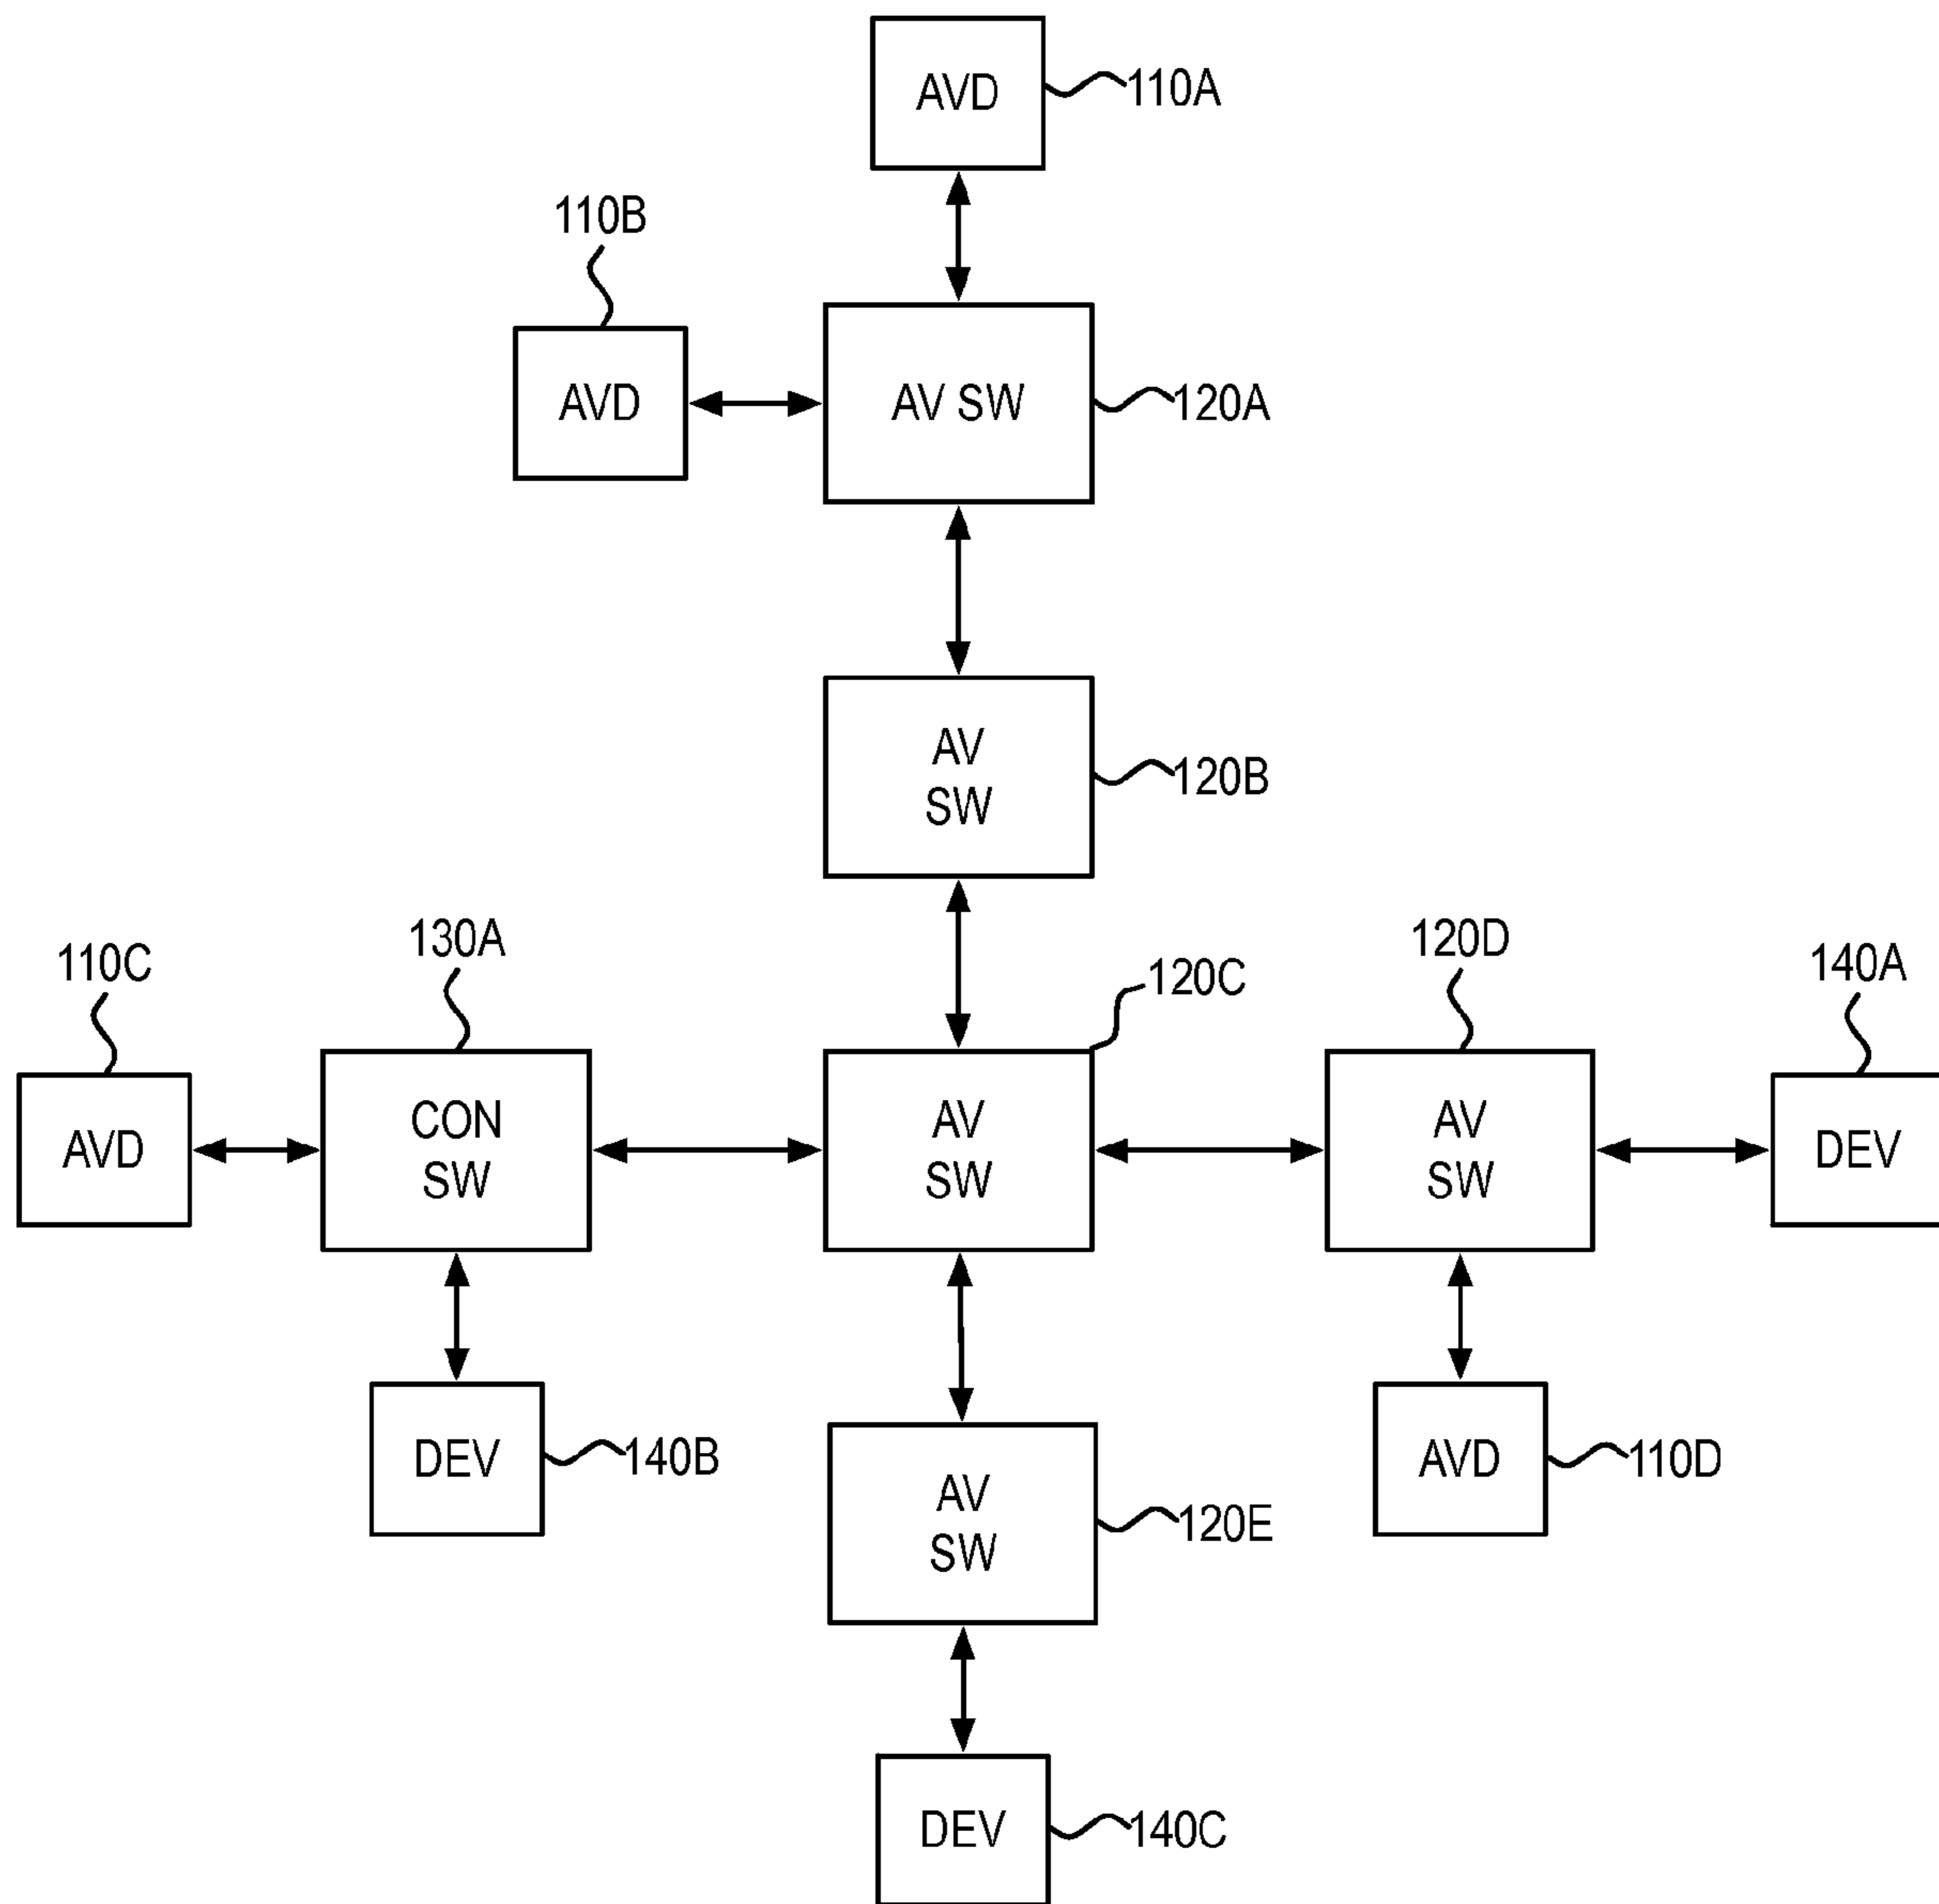 AVD
110A
110B
AVD
AV SW
120A
AV
SW
120B
110C
130A
120C
120D
140A
AVD
CON
SW
AV
SW
AV
SW
DEV
DEV
140B
AV
SW
120E
AVD
110D
DEV
140C